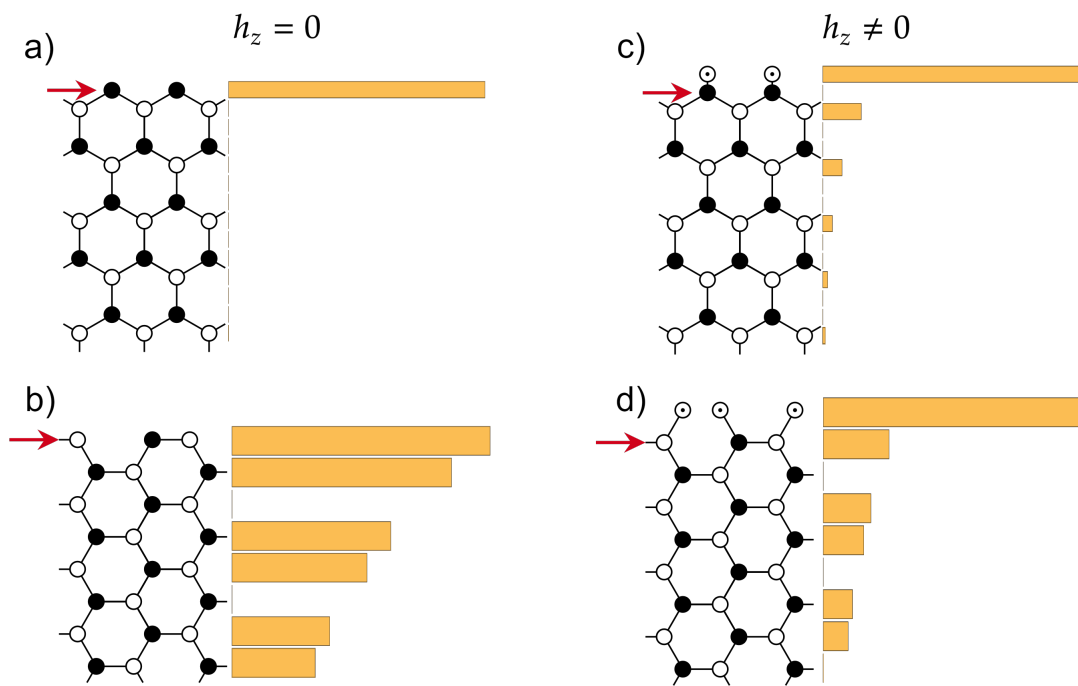 h_z = 0
h_z ≠ 0
a)
c)
b)
d)